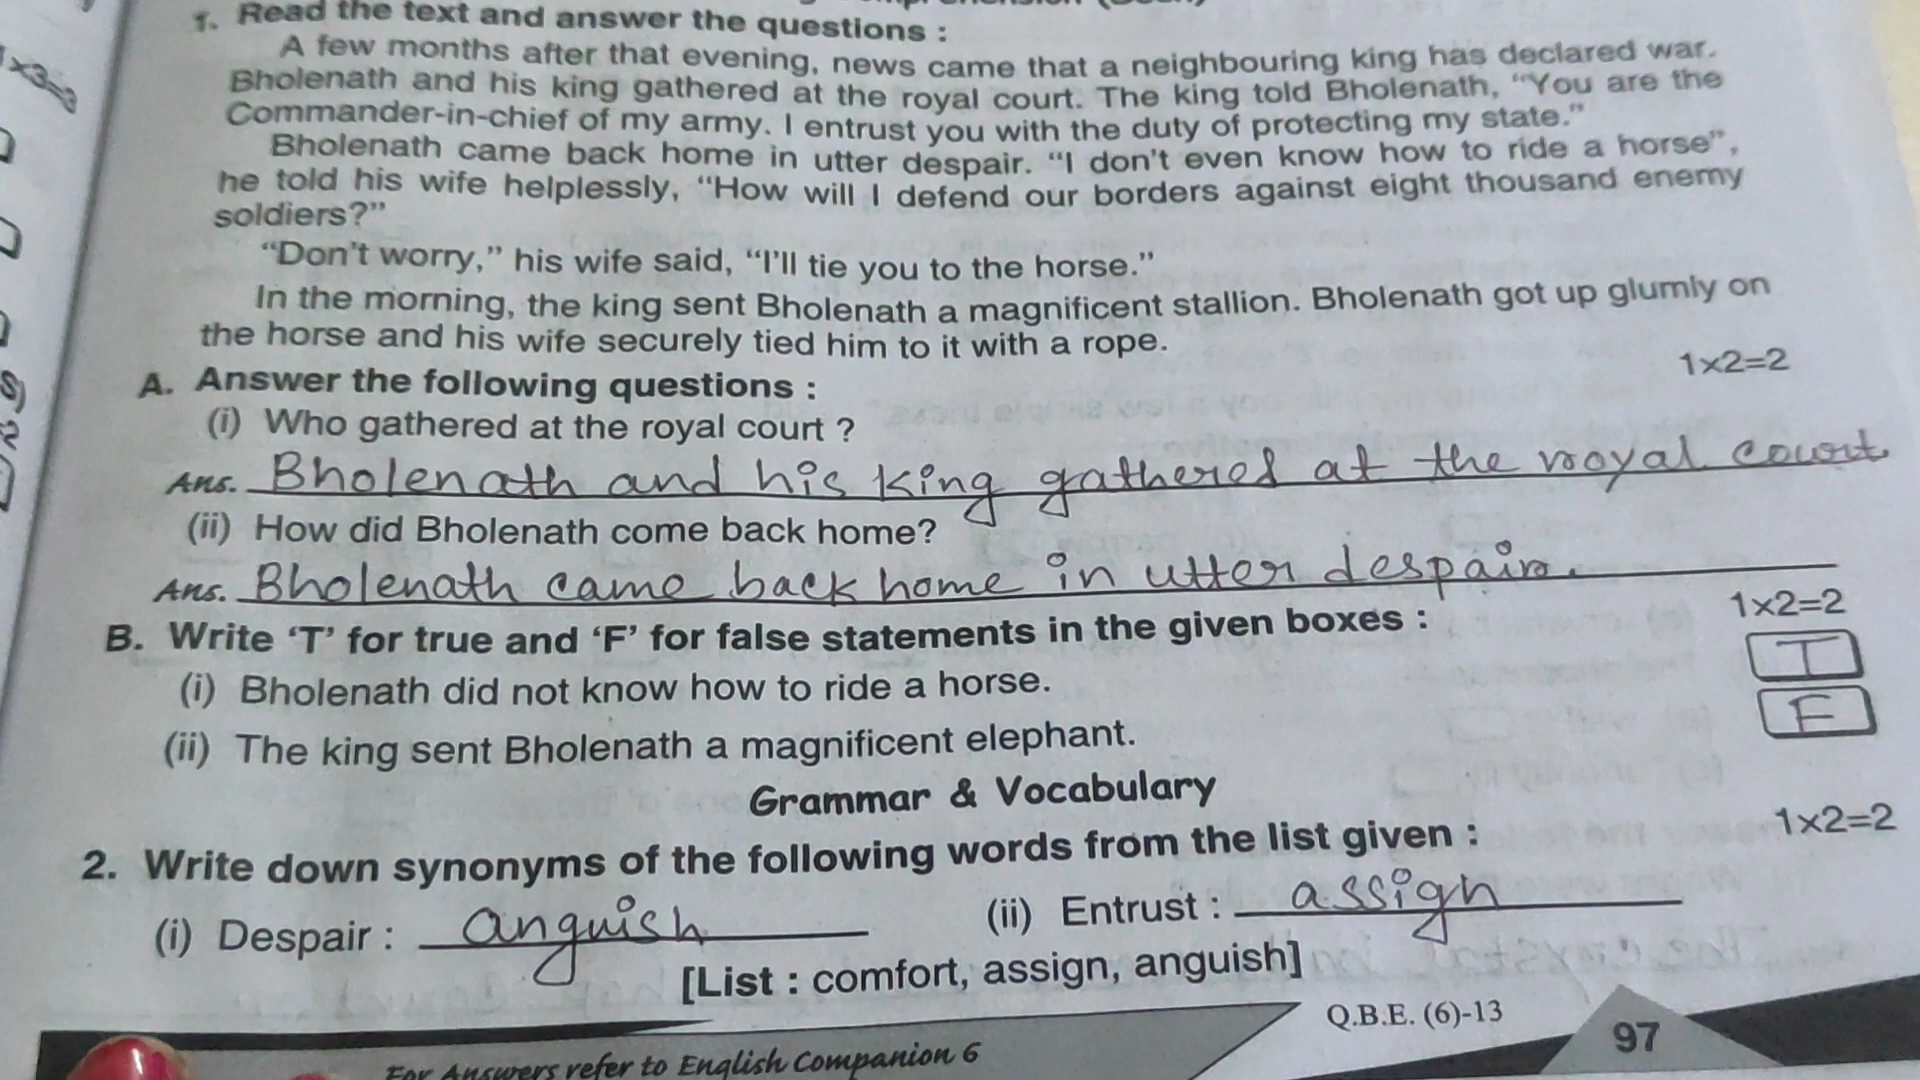 1. Read the text and answer the questions :
A few months after that evening, news came that a neighbouring king has declared war.
Bholenath and his king gathered at the royal court. The king told Bholenath, “You are the
Commander-in-chief of my army. I entrust you with the duty of protecting my state.”
Bholenath came back home in utter despair. “I don't even know how to ride a horse”,
he told his wife helplessly, “How will I defend our borders against eight thousand enemy
soldiers?”
“Don't worry,” his wife said, “I'll tie you to the horse.”
In the morning, the king sent Bholenath a magnificent stallion. Bholenath got up glumly on
the horse and his wife securely tied him to it with a rope.
A. Answer the following questions : 1×2=2
(i) Who gathered at the royal court ?
Ans. Bholenath and his king gathered at the royal court.
(ii) How did Bholenath come back home?
Ans. Bholenath came back home in utter despair.
B. Write ‘T’ for true and ‘F’ for false statements in the given boxes : 1×2=2
(i) Bholenath did not know how to ride a horse. T
(ii) The king sent Bholenath a magnificent elephant. F
Grammar & Vocabulary
2. Write down synonyms of the following words from the list given : 1×2=2
(i) Despair : anguish (ii) Entrust : assign
[List : comfort, assign, anguish]
Q.B.E. (6)-13
For Answers refer to English Companion 6 97